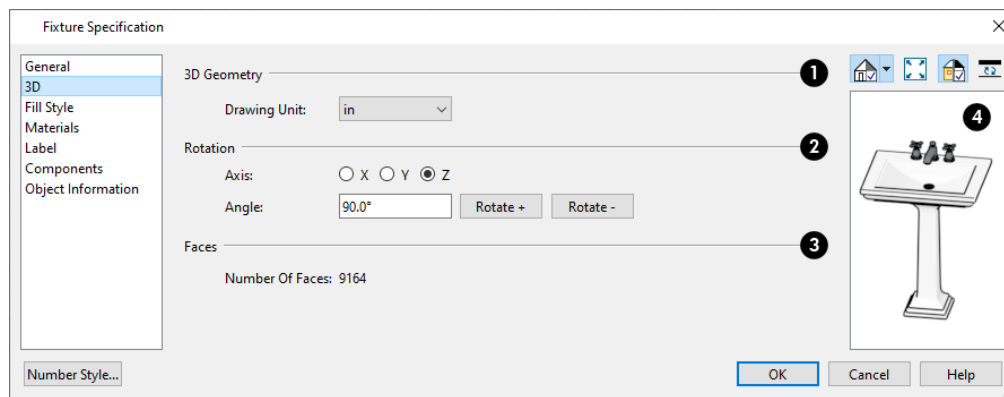 Fixture Specification
General
3D
Fill Style
Materials
Label
Components
Object Information
3D Geometry
1
Drawing Unit: in
Rotation
2
Axis: X Y Z
Angle: 90.0° Rotate + Rotate -
Faces
3
Number Of Faces: 9164
4
Number Style... OK Cancel Help